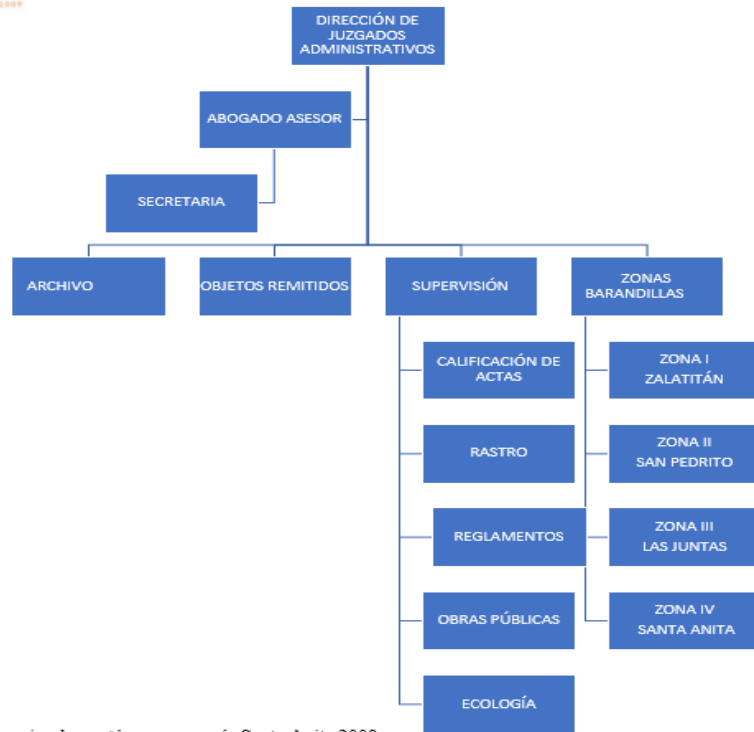 DIRECCIÓN DE
JUZGADOS
ADMINISTRATIVOS
ABOGADO ASESOR
SECRETARIA
ARCHIVO
OBJETOS REMITIDOS
SUPERVISIÓN
ZONAS
BARANDILLAS
CALIFICACIÓN DE
ACTAS
ZONA I
ZALATITÁN
RASTRO
ZONA II
SAN PEDRITO
REGLAMENTOS
ZONA III
LAS JUNTAS
OBRAS PÚBLICAS
ZONA IV
SANTA ANITA
ECOLOGÍA